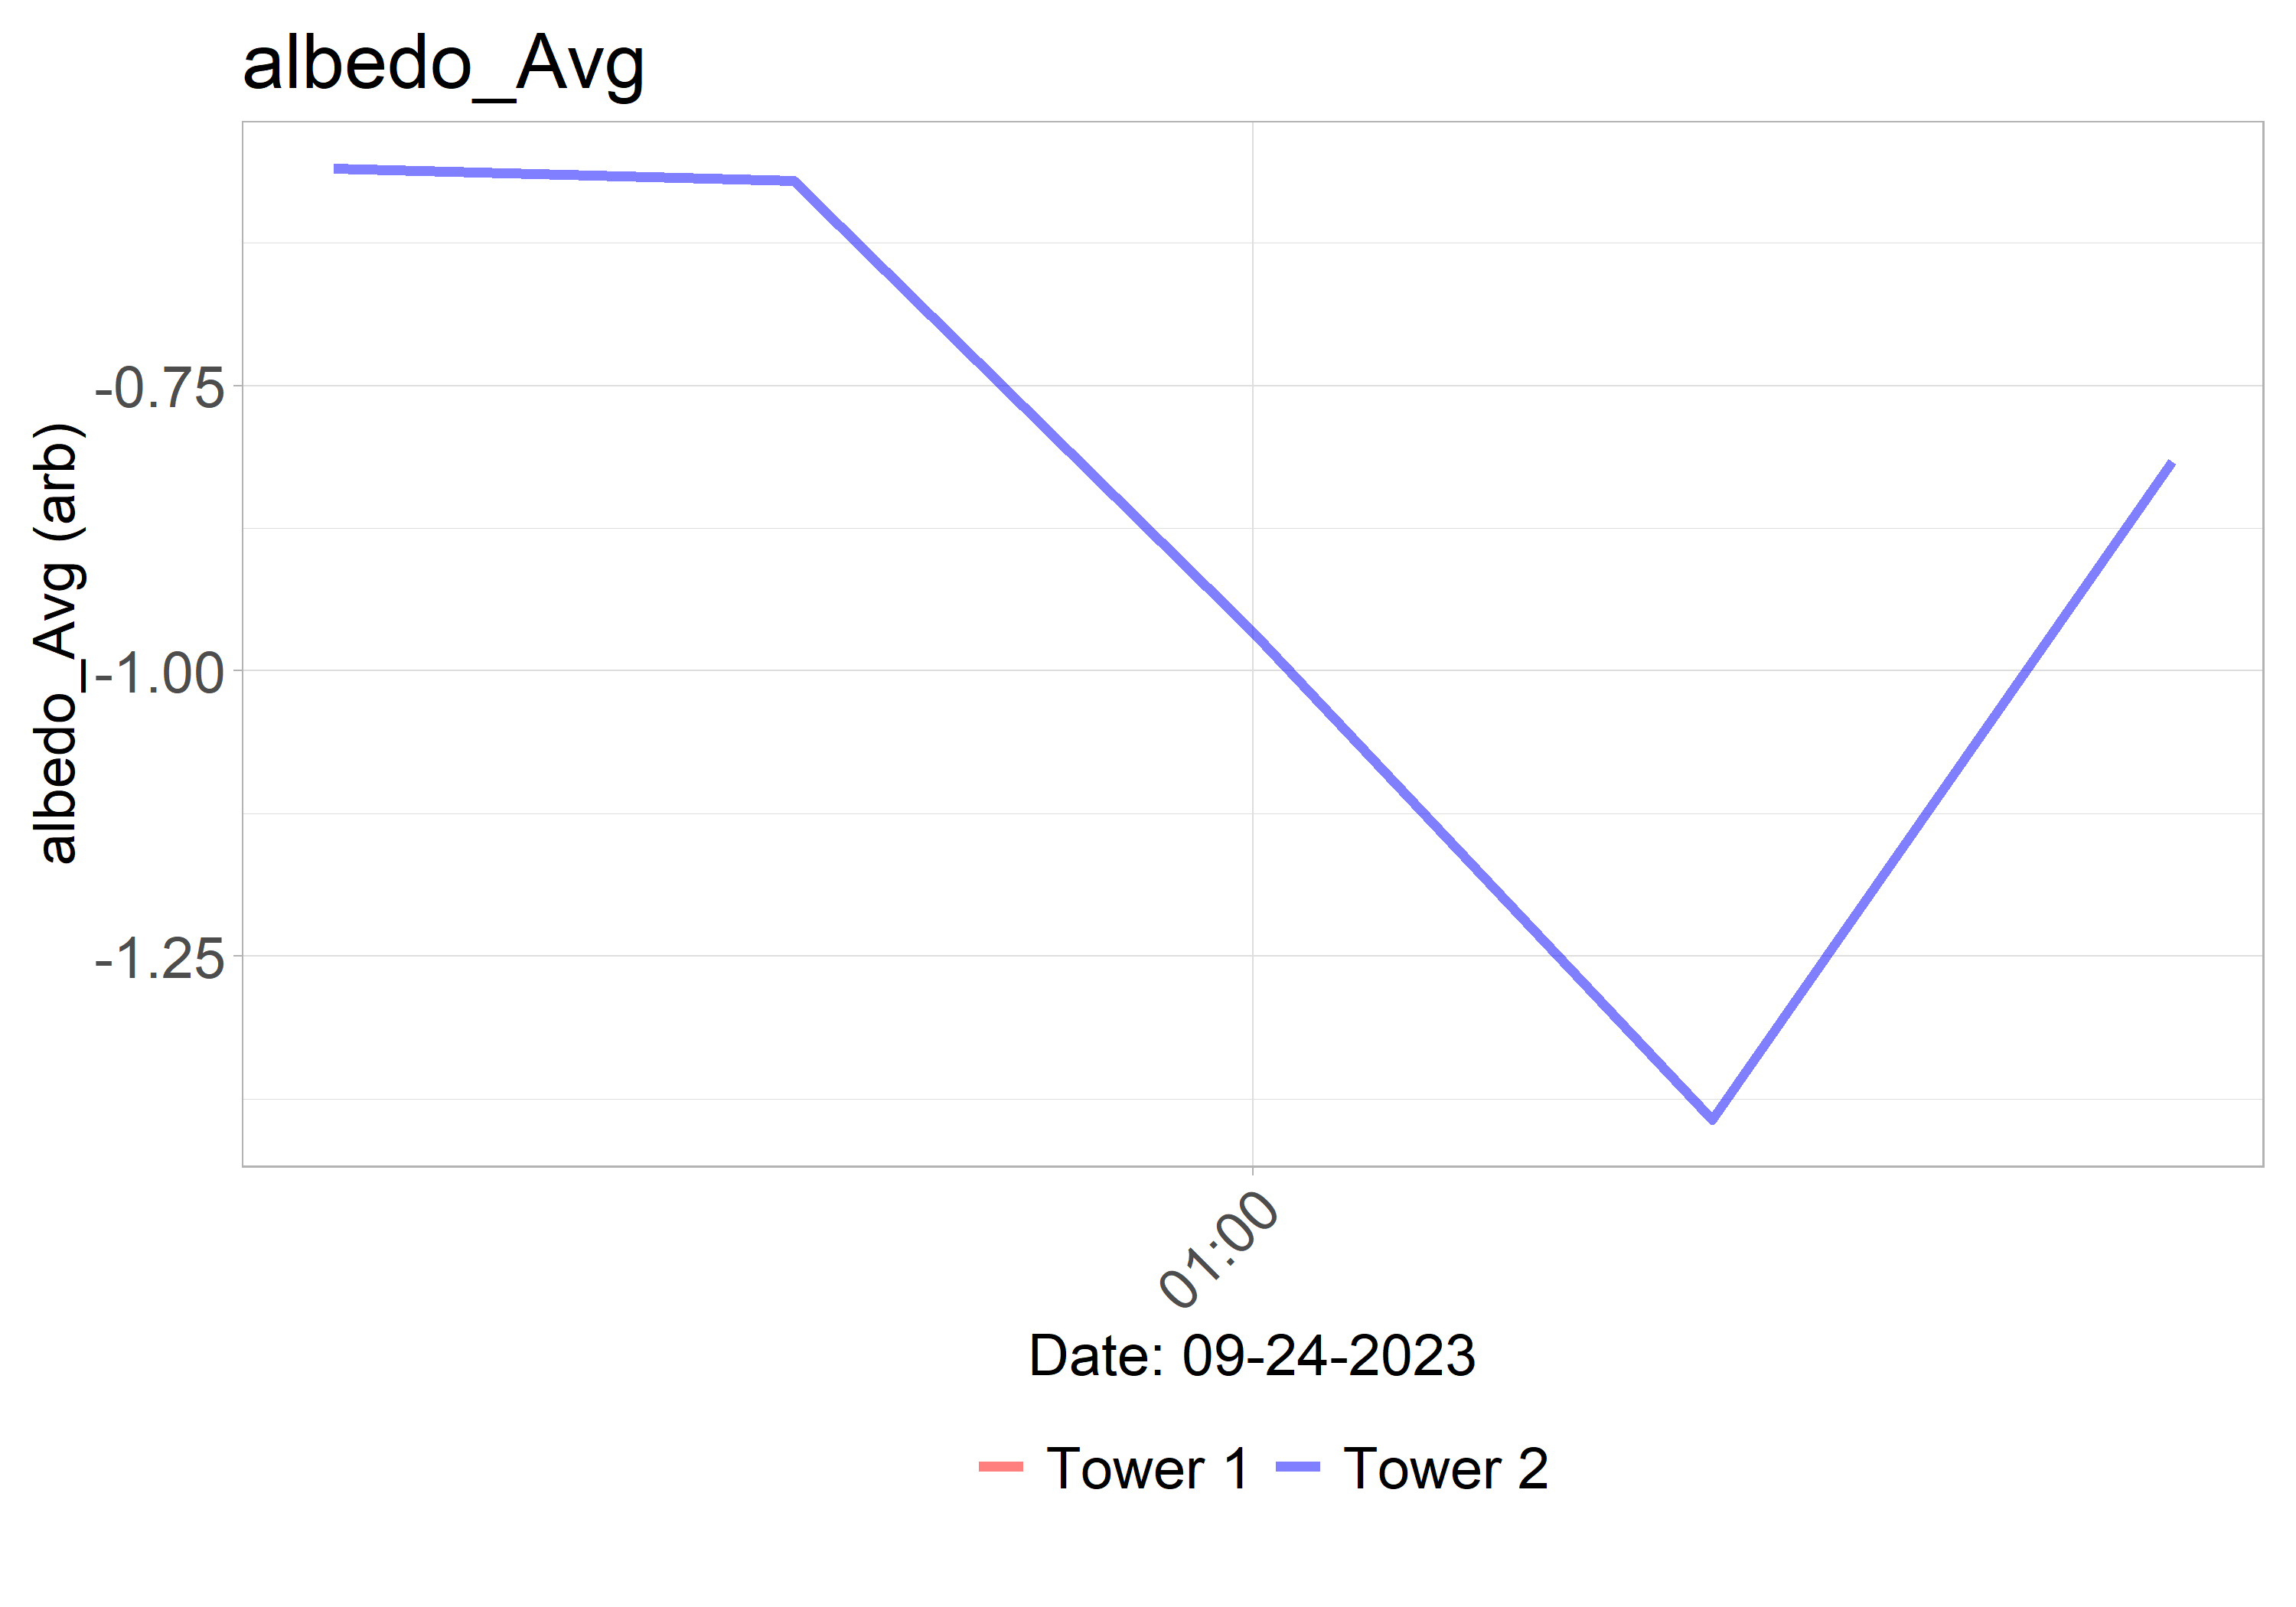 albedo_Avg
albedo_Avg (arb)
-0.75
-1.00
-1.25
01:00
Date: 09-24-2023
Tower 1 Tower 2